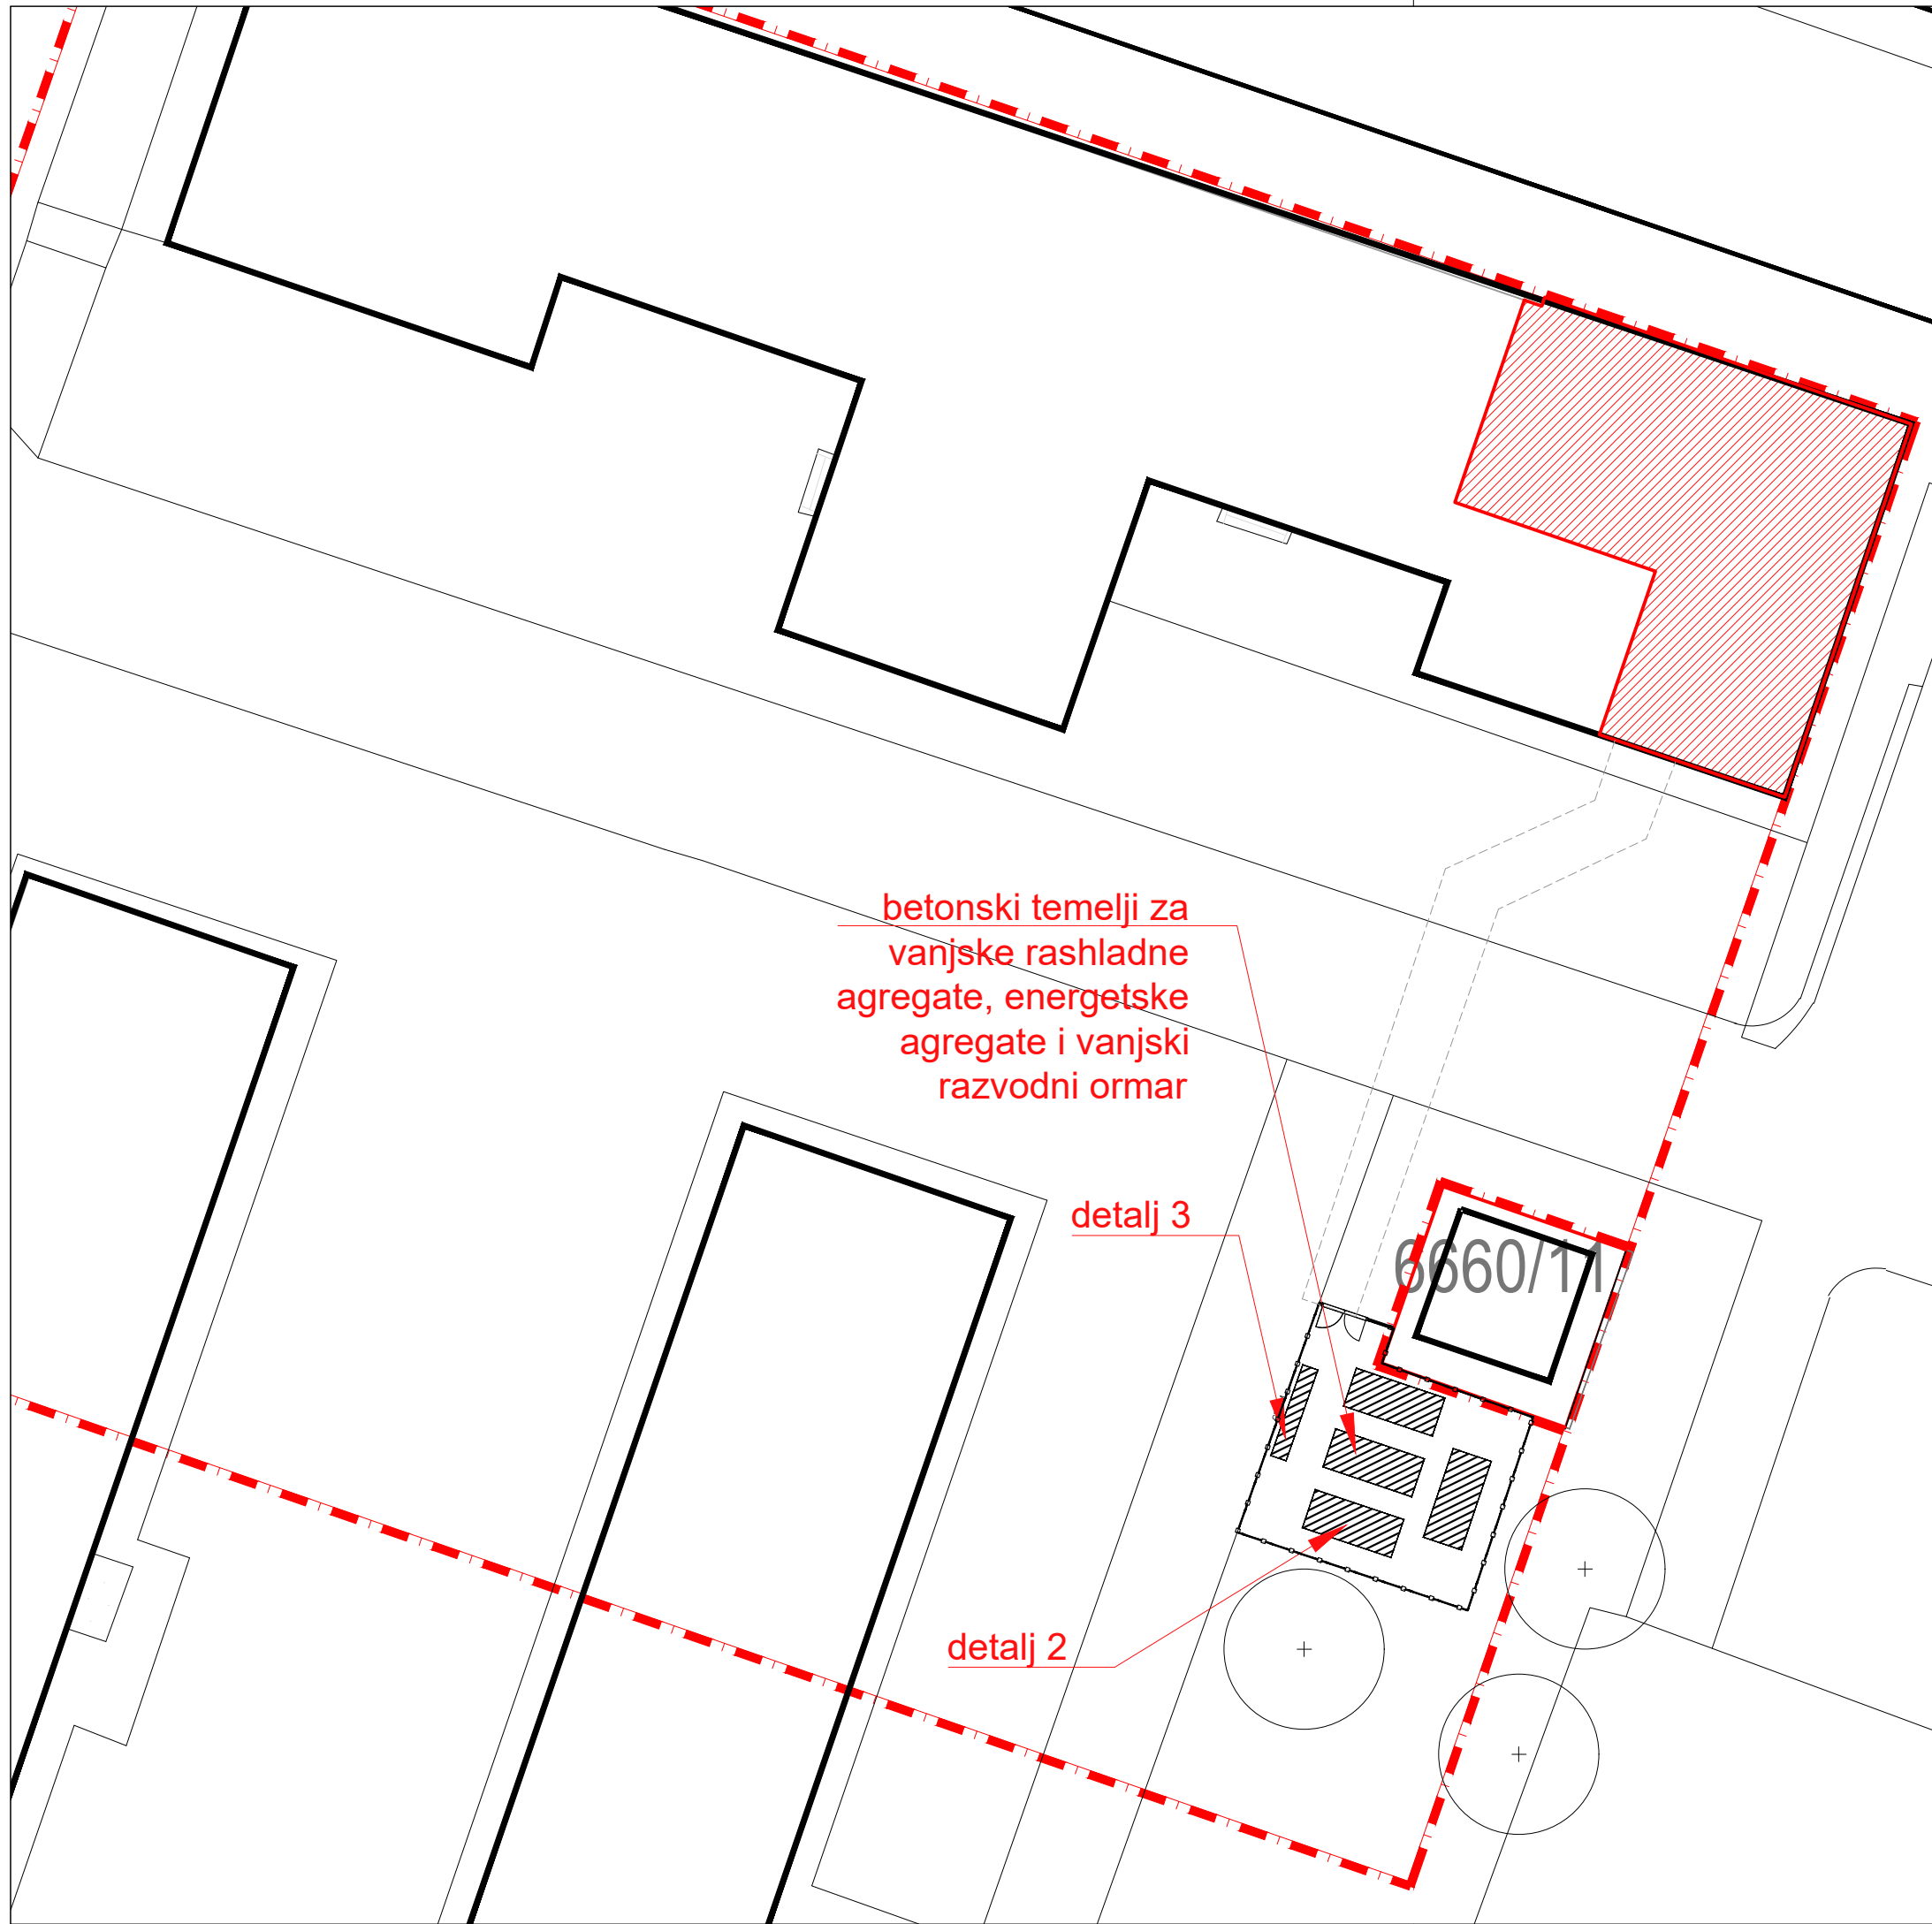 betonski temelji za
vanjske rashladne
agregate, energetske
agregate i vanjski
razvodni ormar
detalj 3
6660/11
detalj 2